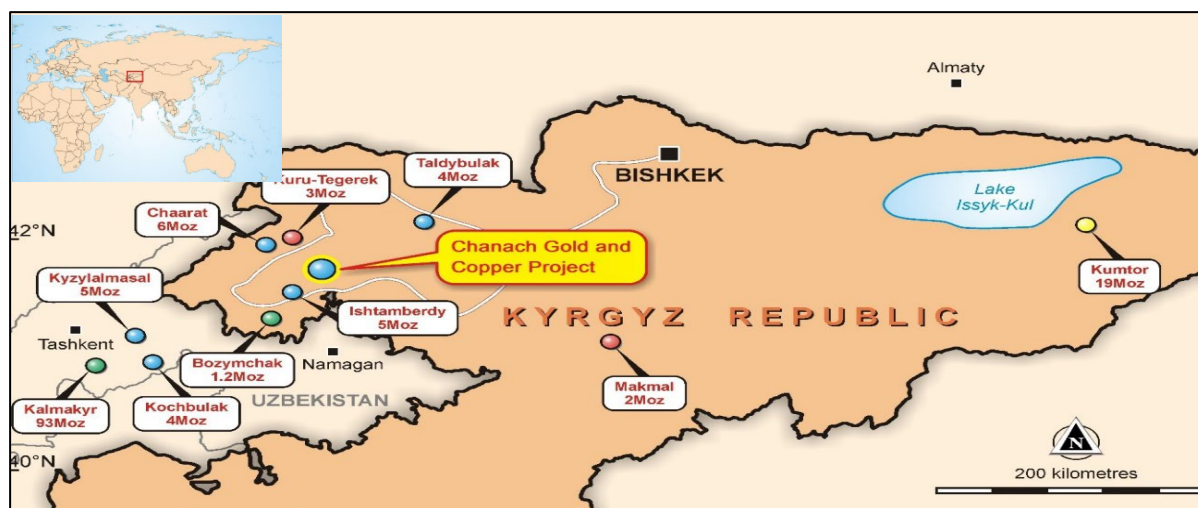 Almaty
BISHKEK
Taldybulak
4Moz
Kuru-Tegerek
3Moz
Lake
Issyk-Kul
Chaarat
6Moz
42°N
Chanach Gold and
Copper Project
Kumtor
19Moz
Kyzylalmasal
5Moz
Ishtamberdy
5Moz
KYRGYZ REPUBLIC
Tashkent
Bozymchak
1.2Moz
Namagan
Makmal
2Moz
UZBEKISTAN
Kalmakyr
93Moz
Kochbulak
4Moz
N
40°N
200 kilometres